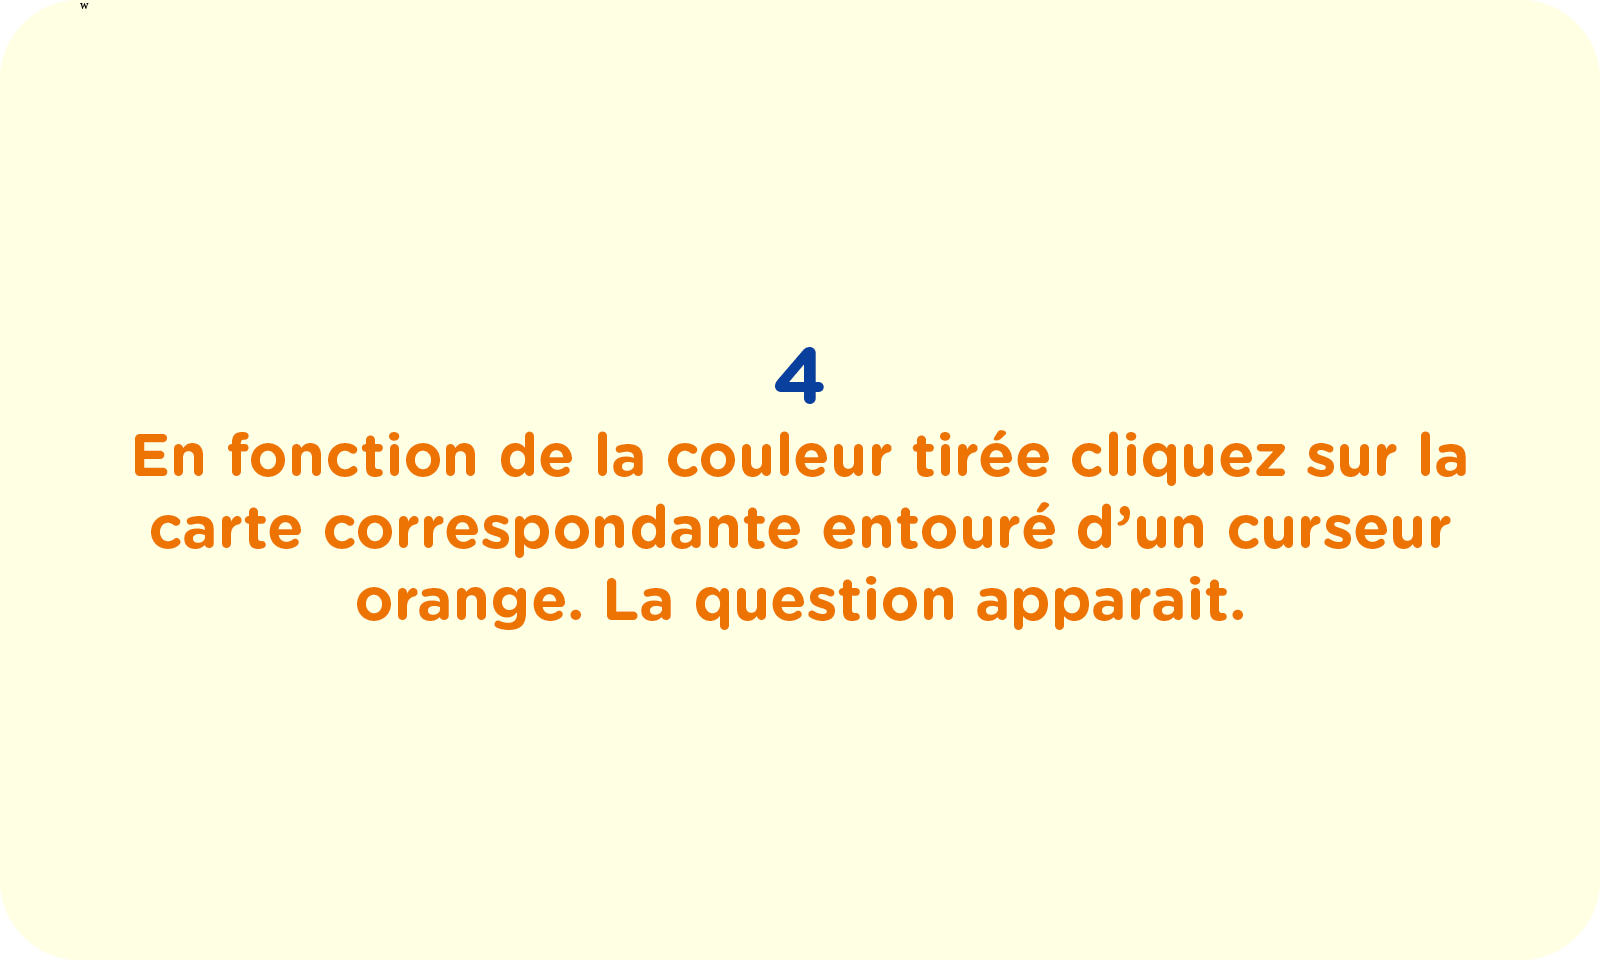 w
4
En fonction de la couleur tirée cliquez sur la
carte correspondante entouré d’un curseur
orange. La question apparait.